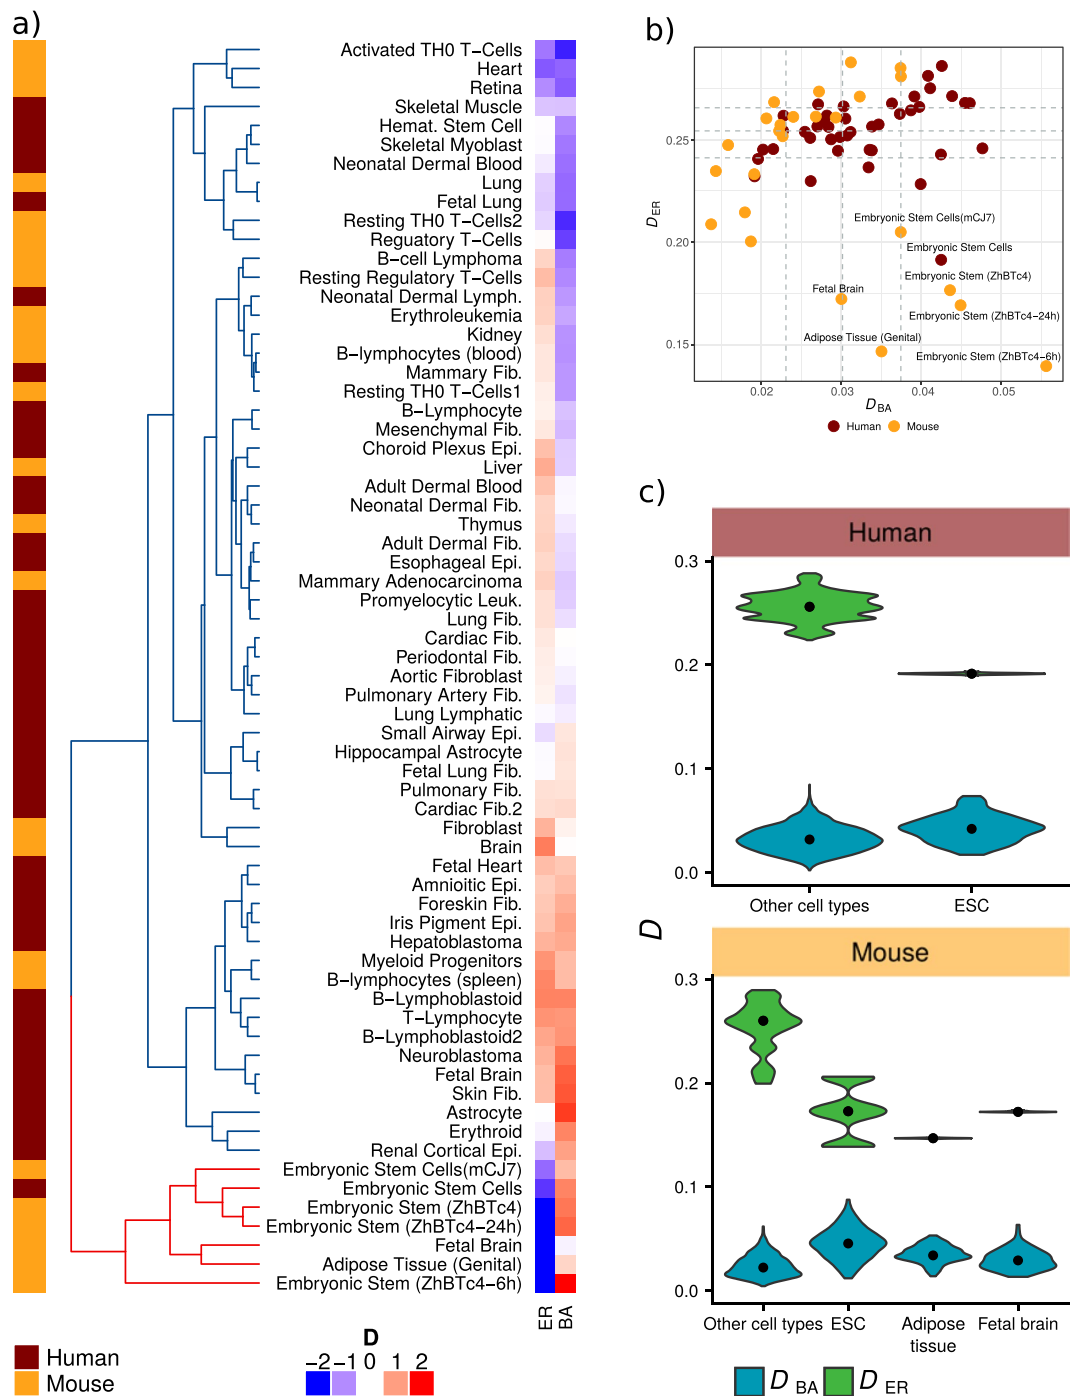 a)
Activated TH0 T−Cells
Heart
Retina
Skeletal Muscle
Hemat. Stem Cell
Skeletal Myoblast
Neonatal Dermal Blood
Lung
Fetal Lung
Resting TH0 T−Cells2
Reguatory T−Cells
B−cell Lymphoma
Resting Regulatory T−Cells
Neonatal Dermal Lymph.
Erythroleukemia
Kidney
B−lymphocytes (blood)
Mammary Fib.
Resting TH0 T−Cells1
B−Lymphocyte
Mesenchymal Fib.
Choroid Plexus Epi.
Liver
Adult Dermal Blood
Neonatal Dermal Fib.
Thymus
Adult Dermal Fib.
Esophageal Epi.
Mammary Adenocarcinoma
Promyelocytic Leuk.
Lung Fib.
Cardiac Fib.
Periodontal Fib.
Aortic Fibroblast
Pulmonary Artery Fib.
Lung Lymphatic
Small Airway Epi.
Hippocampal Astrocyte
Fetal Lung Fib.
Pulmonary Fib.
Cardiac Fib.2
Fibroblast
Brain
Fetal Heart
Amnioitic Epi.
Foreskin Fib.
Iris Pigment Epi.
Hepatoblastoma
Myeloid Progenitors
B−lymphocytes (spleen)
B−Lymphoblastoid
T−Lymphocyte
B−Lymphoblastoid2
Neuroblastoma
Fetal Brain
Skin Fib.
Astrocyte
Erythroid
Renal Cortical Epi.
Embryonic Stem Cells(mCJ7)
Embryonic Stem Cells
Embryonic Stem (ZhBTc4)
Embryonic Stem (ZhBTc4−24h)
Fetal Brain
Adipose Tissue (Genital)
Embryonic Stem (ZhBTc4−6h)
ER BA
Human
Mouse
D
−2 −1 0 1 2
b)
D ER
0.25
0.20
0.15
Embryonic Stem Cells(mCJ7)
Embryonic Stem Cells
Embryonic Stem (ZhBTc4)
Fetal Brain
Embryonic Stem (ZhBTc4−24h)
Adipose Tissue (Genital)
Embryonic Stem (ZhBTc4−6h)
0.02 0.03 0.04 0.05
D BA
Human Mouse
c)
Human
0.3
0.2
0.1
0.0
Other cell types ESC
D
Mouse
0.3
0.2
0.1
0.0
Other cell types ESC Adipose tissue Fetal brain
D BA D ER